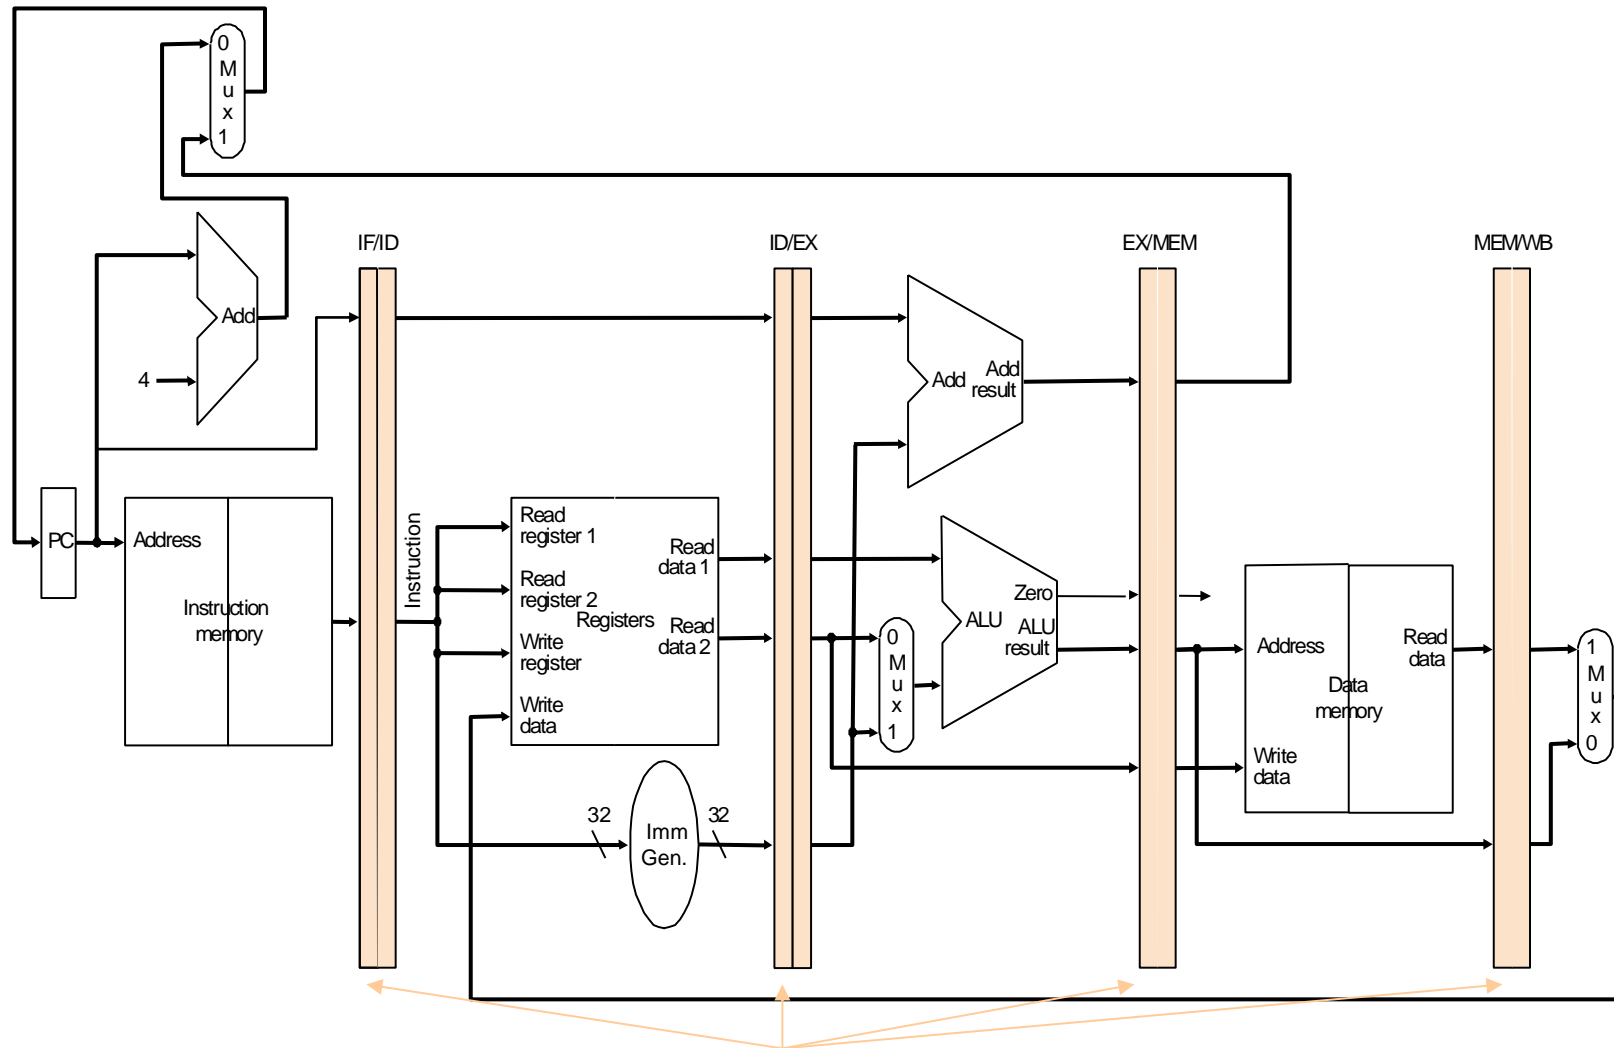 0
M
u
x
1
IF/ID
ID/EX
EX/MEM
MEM/WB
Add
4
Add
Add
result
PC
Address
Instruction
memory
Instruction
Read
register 1
Read
register 2
Registers
Write
register
Write
data
Read
data 1
Read
data 2
0
M
u
x
1
Zero
ALU
ALU
result
Address
Read
data
Data
memory
Write
data
1
M
u
x
0
32
Imm
Gen.
32